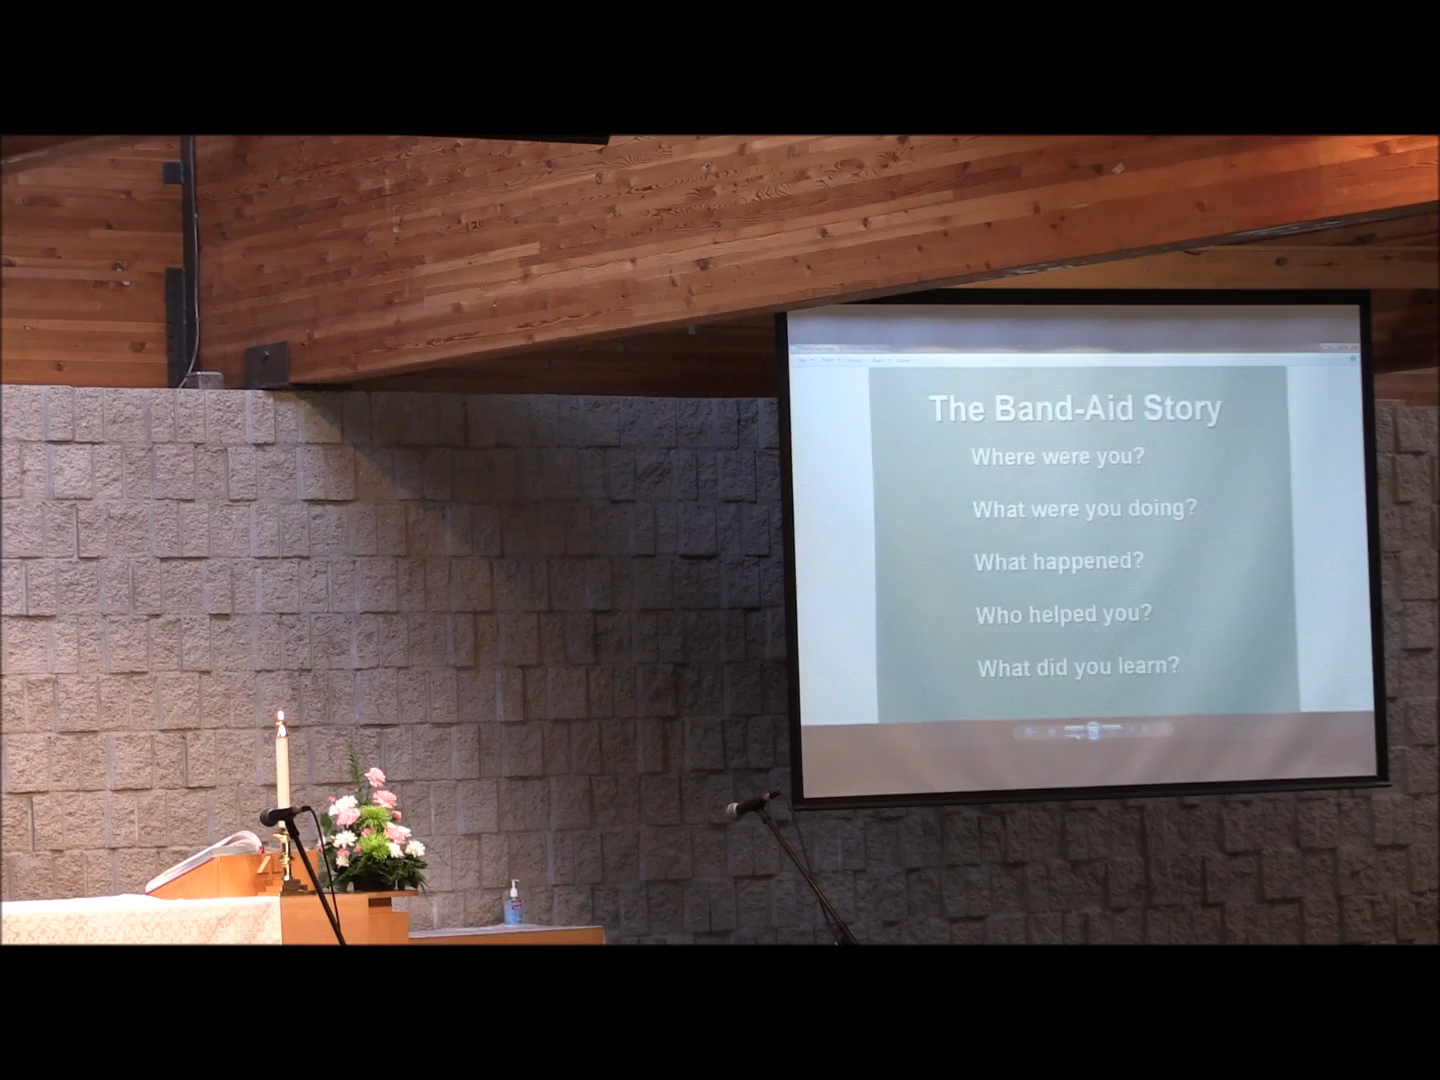 The Band-Aid Story
Where were you?
What were you doing?
What happened?
Who helped you?
What did you learn?